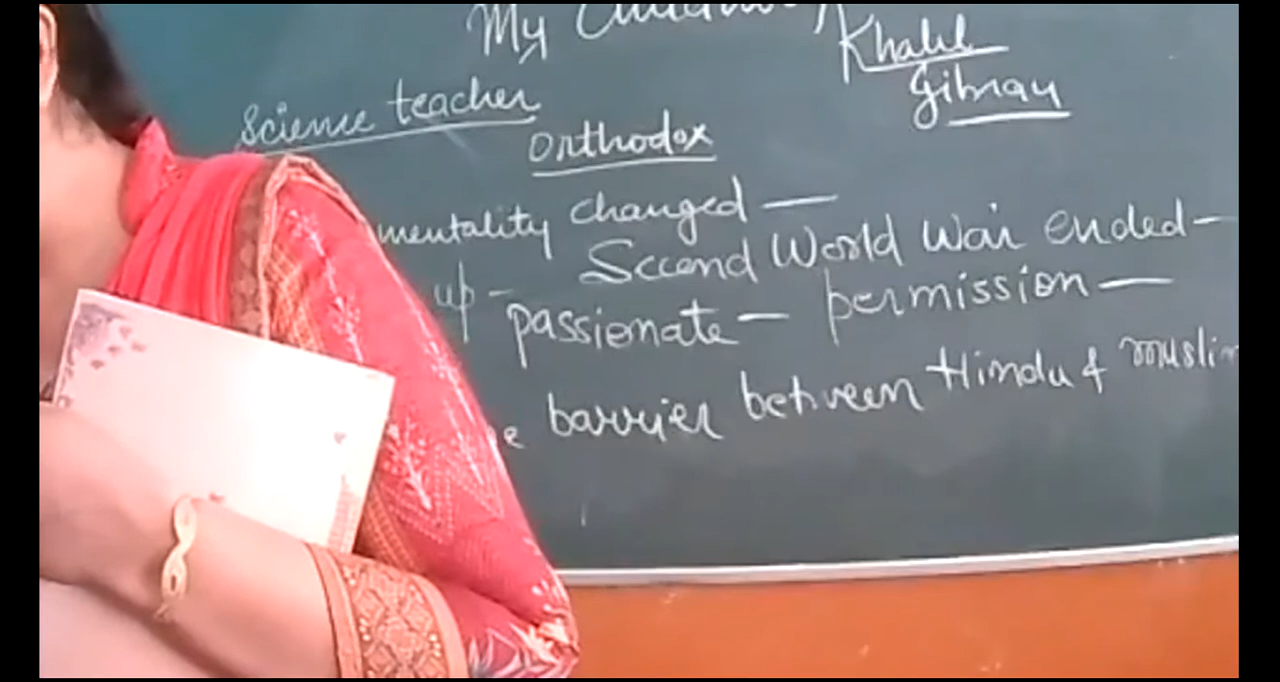 My Childhood
Khalil
Gibran
Science teacher
Orthodox
mentality changed —
Second World War ended -
up - passionate — permission —
barrier between Hindu & Muslim